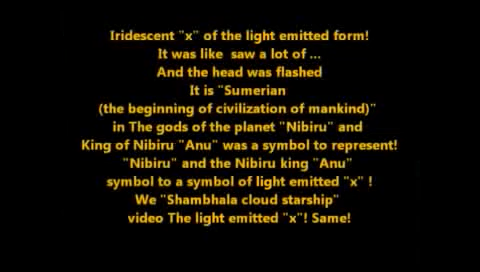 Iridescent "x" of the light emitted form!
It was like saw a lot of ...
And the head was flashed
It is "Sumerian
(the beginning of civilization of mankind)"
in The gods of the planet "Nibiru" and
King of Nibiru "Anu" was a symbol to represent!
"Nibiru" and the Nibiru king "Anu"
symbol to a symbol of light emitted "x" !
We "Shambhala cloud starship"
video The light emitted "x"! Same!